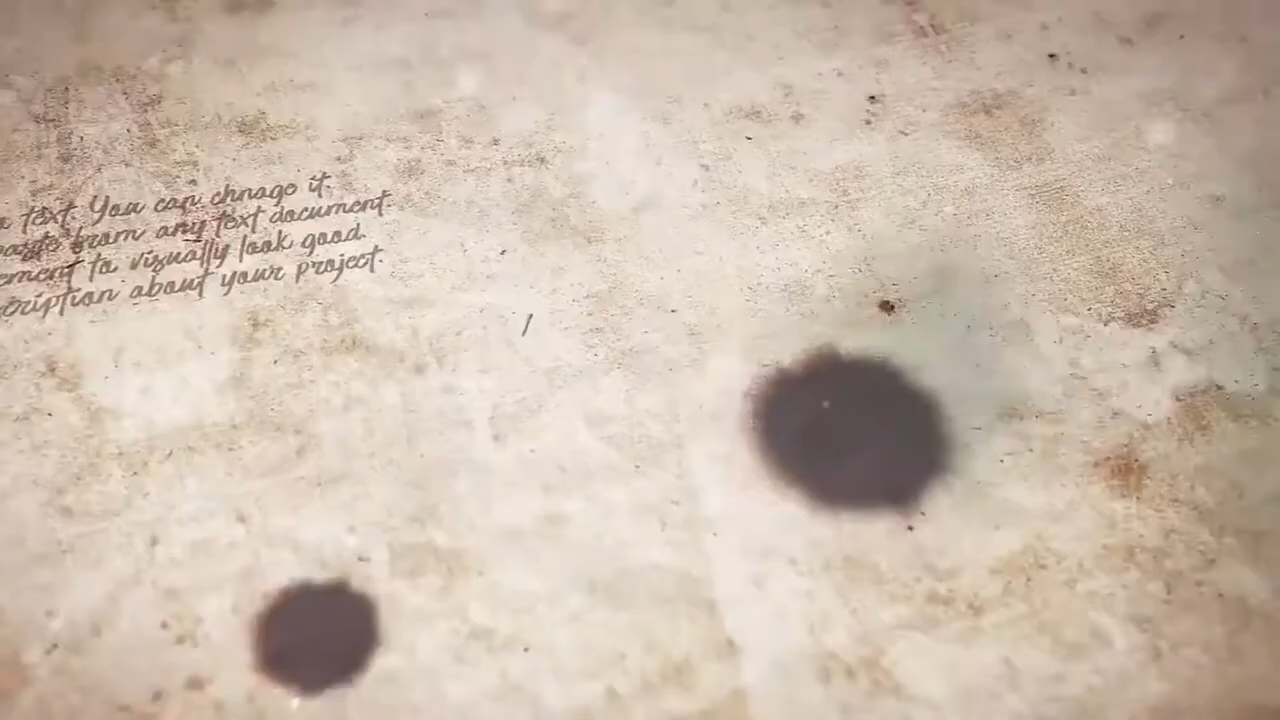 text. You can chnage it.
from any text document
to visually look good.
about your project.